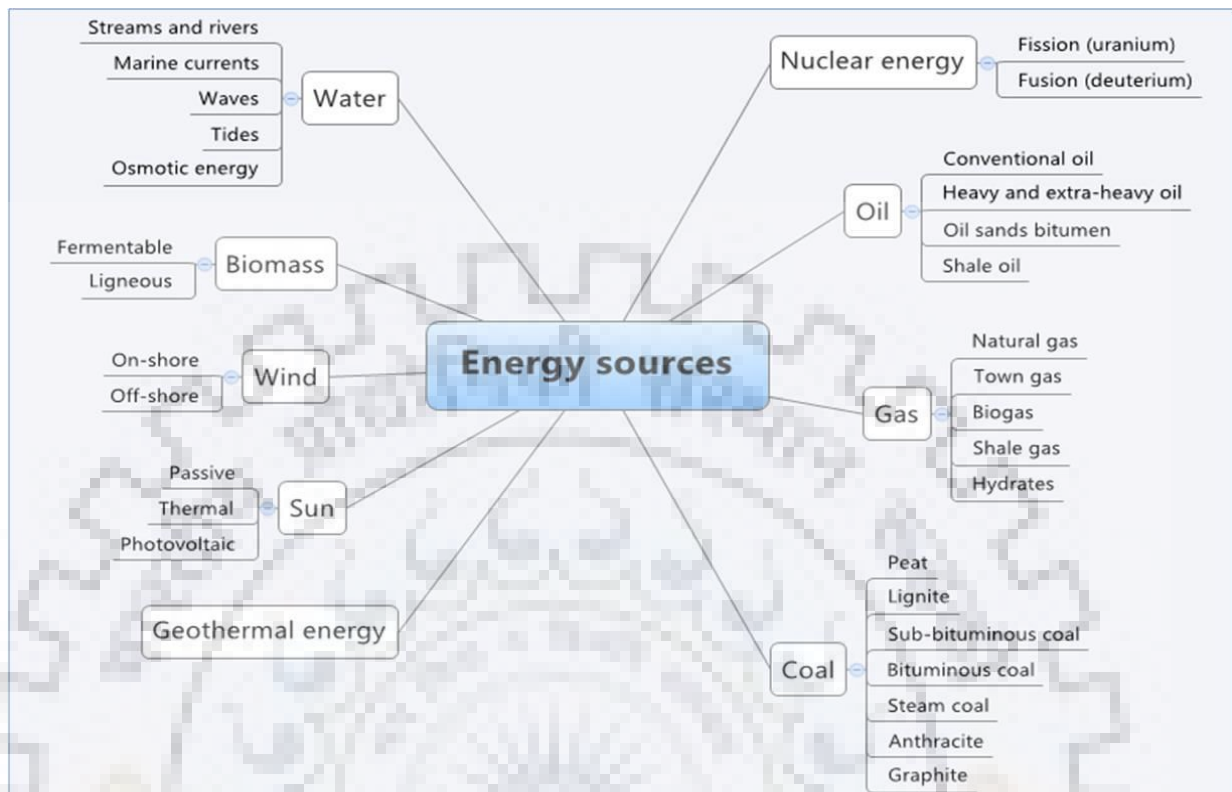 Energy sources
Water
Streams and rivers
Marine currents
Waves
Tides
Osmotic energy
Biomass
Fermentable
Ligneous
Wind
On-shore
Off-shore
Sun
Passive
Thermal
Photovoltaic
Geothermal energy
Nuclear energy
Fission (uranium)
Fusion (deuterium)
Oil
Conventional oil
Heavy and extra-heavy oil
Oil sands bitumen
Shale oil
Gas
Natural gas
Town gas
Biogas
Shale gas
Hydrates
Coal
Peat
Lignite
Sub-bituminous coal
Bituminous coal
Steam coal
Anthracite
Graphite